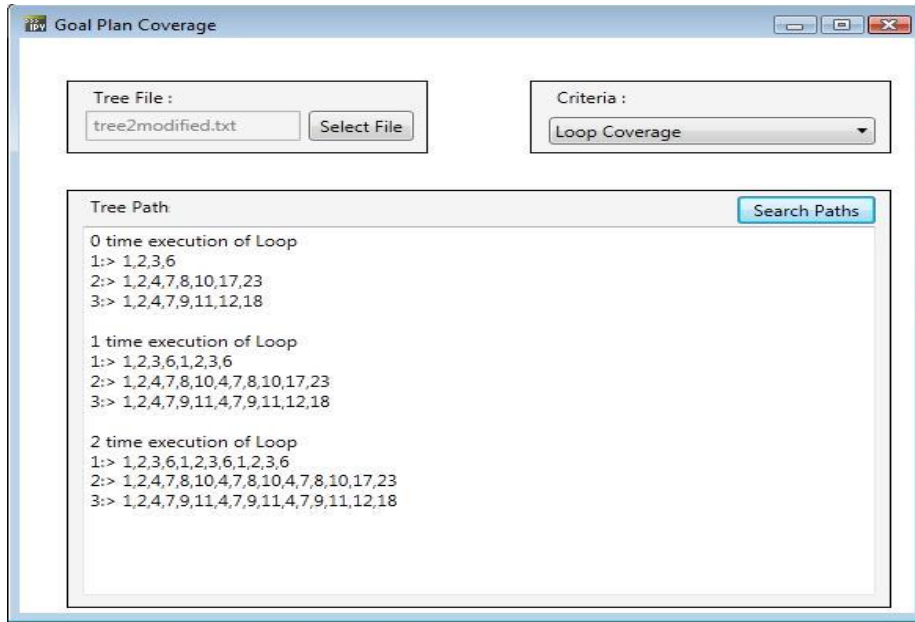 IPy Goal Plan Coverage
Tree File :
tree2modified.txt
Select File
Criteria :
Loop Coverage
Tree Path
Search Paths
0 time execution of Loop
1:> 1,2,3,6
2:> 1,2,4,7,8,10,17,23
3:> 1,2,4,7,9,11,12,18
1 time execution of Loop
1:> 1,2,3,6,1,2,3,6
2:> 1,2,4,7,8,10,4,7,8,10,17,23
3:> 1,2,4,7,9,11,4,7,9,11,12,18
2 time execution of Loop
1:> 1,2,3,6,1,2,3,6,1,2,3,6
2:> 1,2,4,7,8,10,4,7,8,10,4,7,8,10,17,23
3:> 1,2,4,7,9,11,4,7,9,11,4,7,9,11,12,18